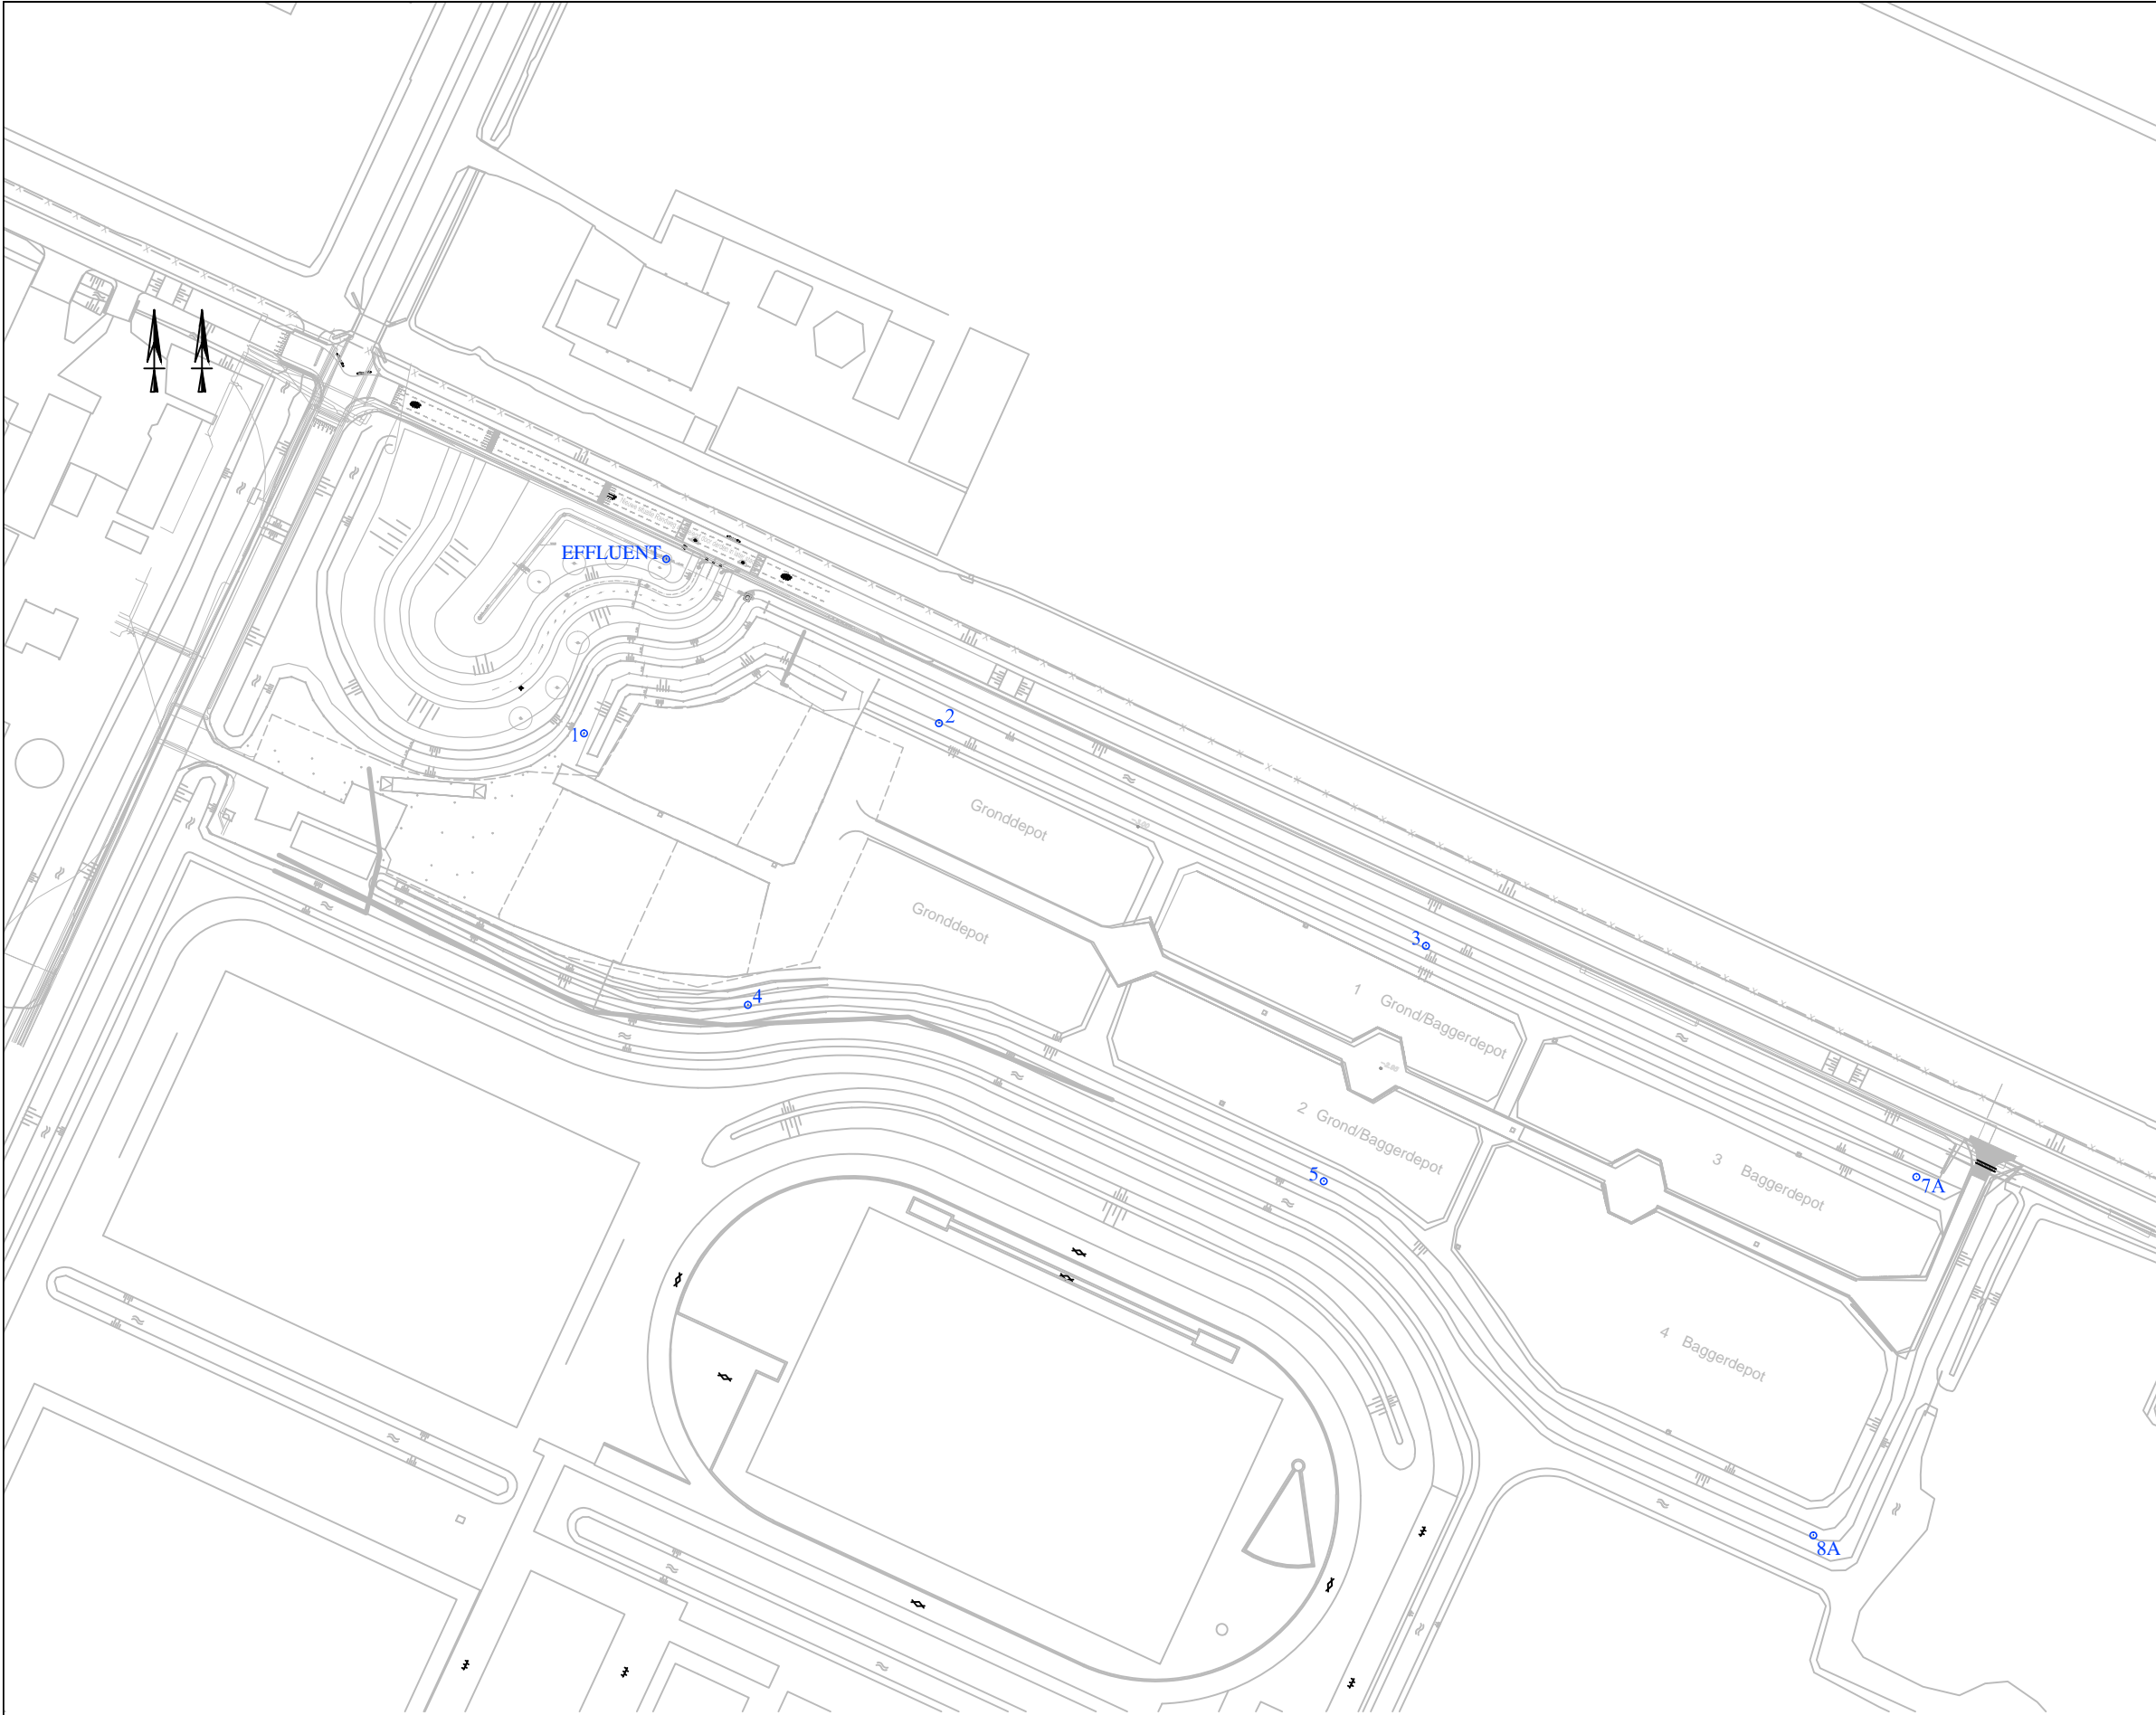 EFFLUENT
1
2
Gronddepot
Gronddepot
3
4
1 Grond/Baggerdepot
2 Grond/Baggerdepot
5
3 Baggerdepot
7A
4 Baggerdepot
8A